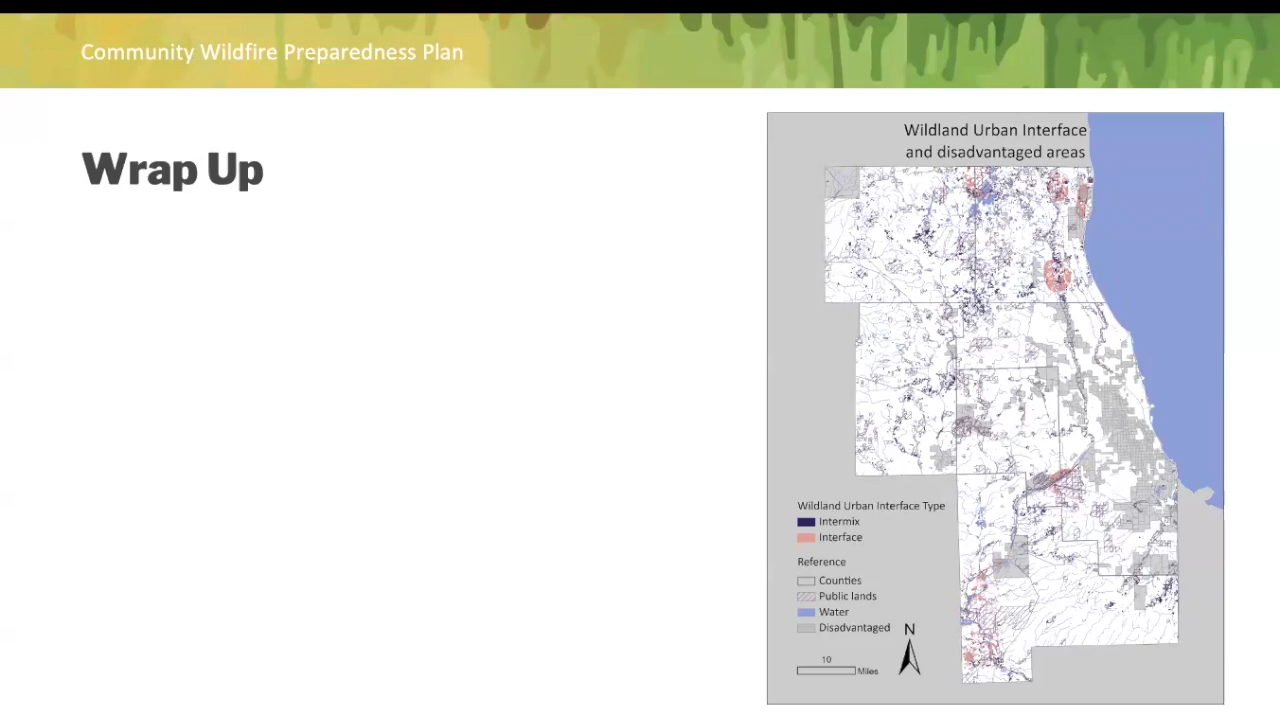 Community Wildfire Preparedness Plan
Wrap Up
Wildland Urban Interface
and disadvantaged areas
Wildland Urban Interface Type
Intermix
Interface
Reference
Counties
Public lands
Water
Disadvantaged
N
10
Miles